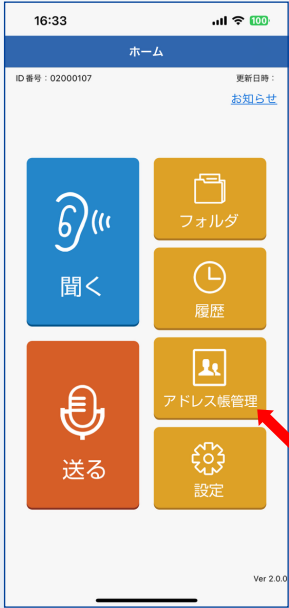 16:33
100
ホーム
ID番号：02000107
更新日時：
お知らせ
聞く
フォルダ
履歴
アドレス帳管理
送る
設定
Ver 2.0.0